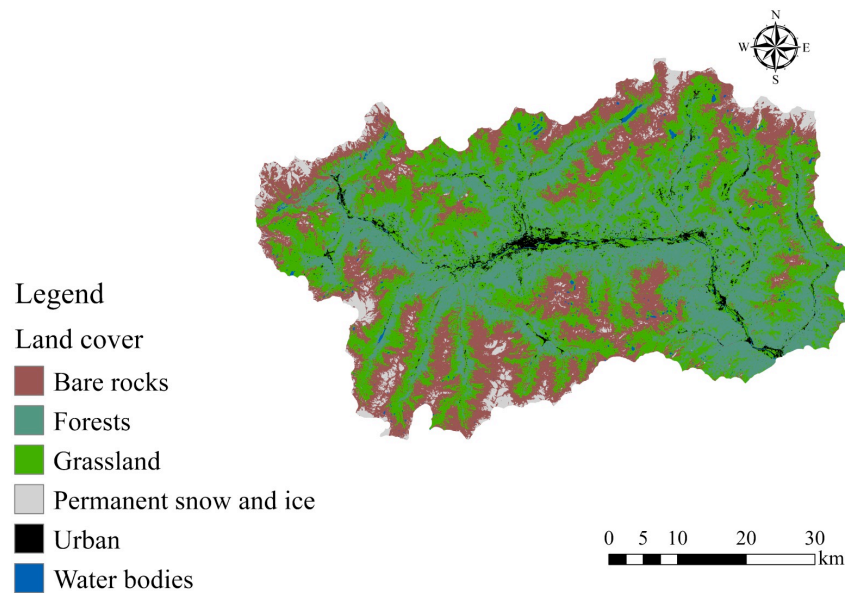 N
W E
S
Legend
Land cover
Bare rocks
Forests
Grassland
Permanent snow and ice
Urban
Water bodies
0 5 10 20 30
km